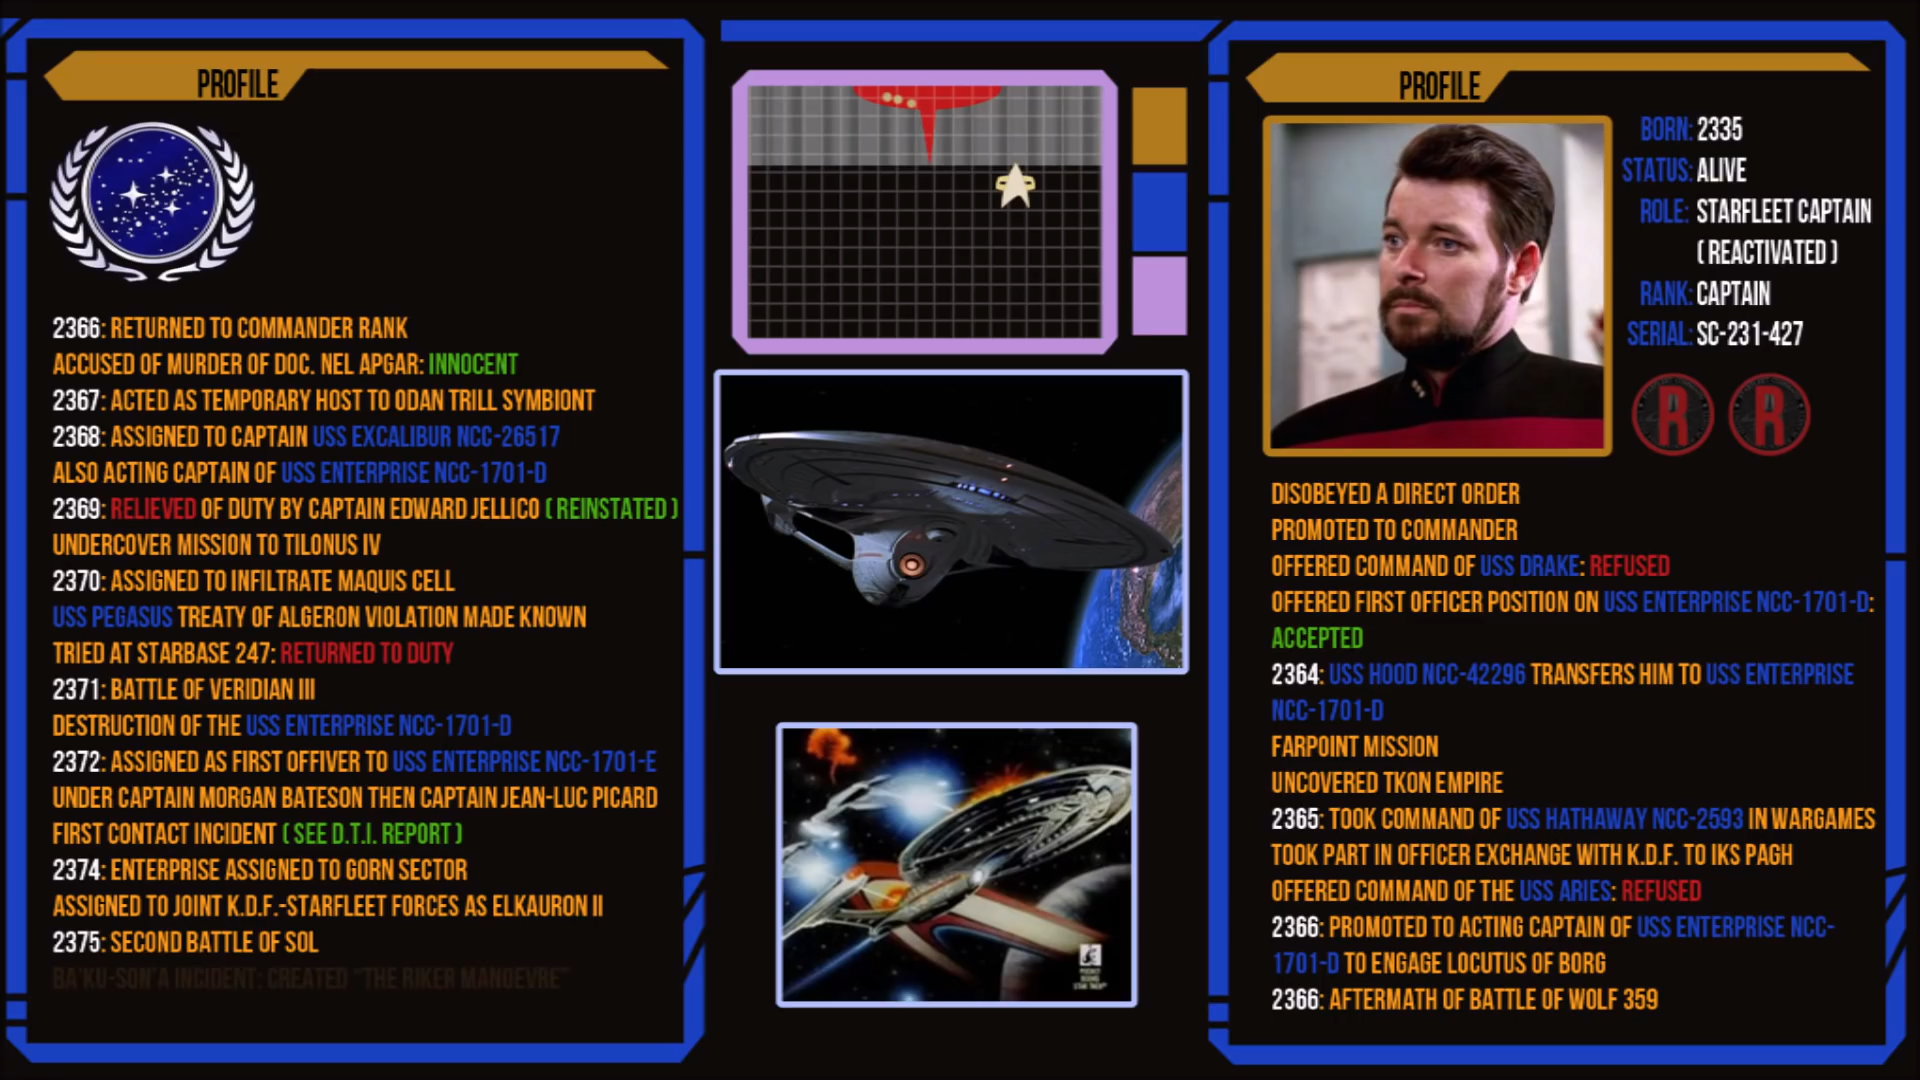 PROFILE
2366: RETURNED TO COMMANDER RANK
ACCUSED OF MURDER OF DOC. NEL APGAR: INNOCENT
2367: ACTED AS TEMPORARY HOST TO ODAN TRILL SYMBIONT
2368: ASSIGNED TO CAPTAIN USS EXCALIBUR NCC-26517
ALSO ACTING CAPTAIN OF USS ENTERPRISE NCC-1701-D
2369: RELIEVED OF DUTY BY CAPTAIN EDWARD JELLICO ( REINSTATED )
UNDERCOVER MISSION TO TILONUS IV
2370: ASSIGNED TO INFILTRATE MAQUIS CELL
USS PEGASUS TREATY OF ALGERON VIOLATION MADE KNOWN
TRIED AT STARBASE 247: RETURNED TO DUTY
2371: BATTLE OF VERIDIAN III
DESTRUCTION OF THE USS ENTERPRISE NCC-1701-D
2372: ASSIGNED AS FIRST OFFIVER TO USS ENTERPRISE NCC-1701-E
UNDER CAPTAIN MORGAN BATESON THEN CAPTAIN JEAN-LUC PICARD
FIRST CONTACT INCIDENT ( SEE D.T.I. REPORT )
2374: ENTERPRISE ASSIGNED TO GORN SECTOR
ASSIGNED TO JOINT K.D.F.-STARFLEET FORCES AS ELKAURON II
2375: SECOND BATTLE OF SOL
BA'KU-SON'A INCIDENT: CREATED "THE RIKER MANOEVRE"
POCKET
BOOKS
STAR TREK
PROFILE
BORN: 2335
STATUS: ALIVE
ROLE: STARFLEET CAPTAIN
( REACTIVATED )
RANK: CAPTAIN
SERIAL: SC-231-427
R R
DISOBEYED A DIRECT ORDER
PROMOTED TO COMMANDER
OFFERED COMMAND OF USS DRAKE: REFUSED
OFFERED FIRST OFFICER POSITION ON USS ENTERPRISE NCC-1701-D:
ACCEPTED
2364: USS HOOD NCC-42296 TRANSFERS HIM TO USS ENTERPRISE
NCC-1701-D
FARPOINT MISSION
UNCOVERED TKON EMPIRE
2365: TOOK COMMAND OF USS HATHAWAY NCC-2593 IN WARGAMES
TOOK PART IN OFFICER EXCHANGE WITH K.D.F. TO IKS PAGH
OFFERED COMMAND OF THE USS ARIES: REFUSED
2366: PROMOTED TO ACTING CAPTAIN OF USS ENTERPRISE NCC-
1701-D TO ENGAGE LOCUTUS OF BORG
2366: AFTERMATH OF BATTLE OF WOLF 359